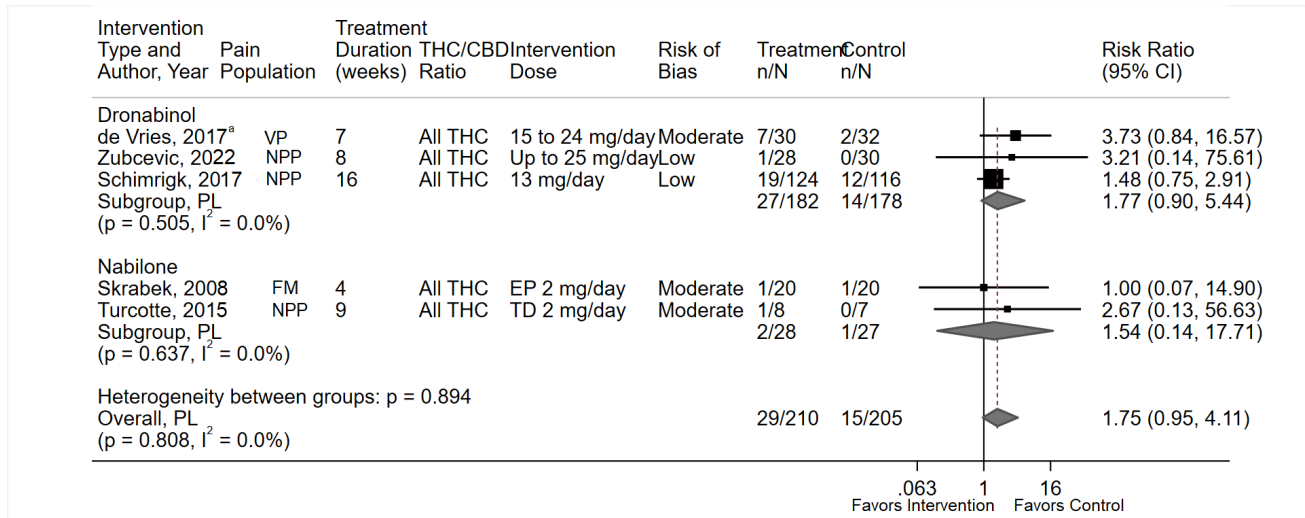 Intervention Treatment
Type and Pain Duration THC/CBD Intervention Risk of Treatment Control Risk Ratio
Author, Year Population (weeks) Ratio Dose Bias n/N n/N (95% CI)
Dronabinol
de Vries, 2017ᵃ VP 7 All THC 15 to 24 mg/day Moderate 7/30 2/32 3.73 (0.84, 16.57)
Zubcevic, 2022 NPP 8 All THC Up to 25 mg/day Low 1/28 0/30 3.21 (0.14, 75.61)
Schimrigk, 2017 NPP 16 All THC 13 mg/day Low 19/124 12/116 1.48 (0.75, 2.91)
Subgroup, PL 27/182 14/178 1.77 (0.90, 5.44)
(p = 0.505, I² = 0.0%)
Nabilone
Skrabek, 2008 FM 4 All THC EP 2 mg/day Moderate 1/20 1/20 1.00 (0.07, 14.90)
Turcotte, 2015 NPP 9 All THC TD 2 mg/day Moderate 1/8 0/7 2.67 (0.13, 56.63)
Subgroup, PL 2/28 1/27 1.54 (0.14, 17.71)
(p = 0.637, I² = 0.0%)
Heterogeneity between groups: p = 0.894
Overall, PL 29/210 15/205 1.75 (0.95, 4.11)
(p = 0.808, I² = 0.0%)
.063 1 16
Favors Intervention Favors Control